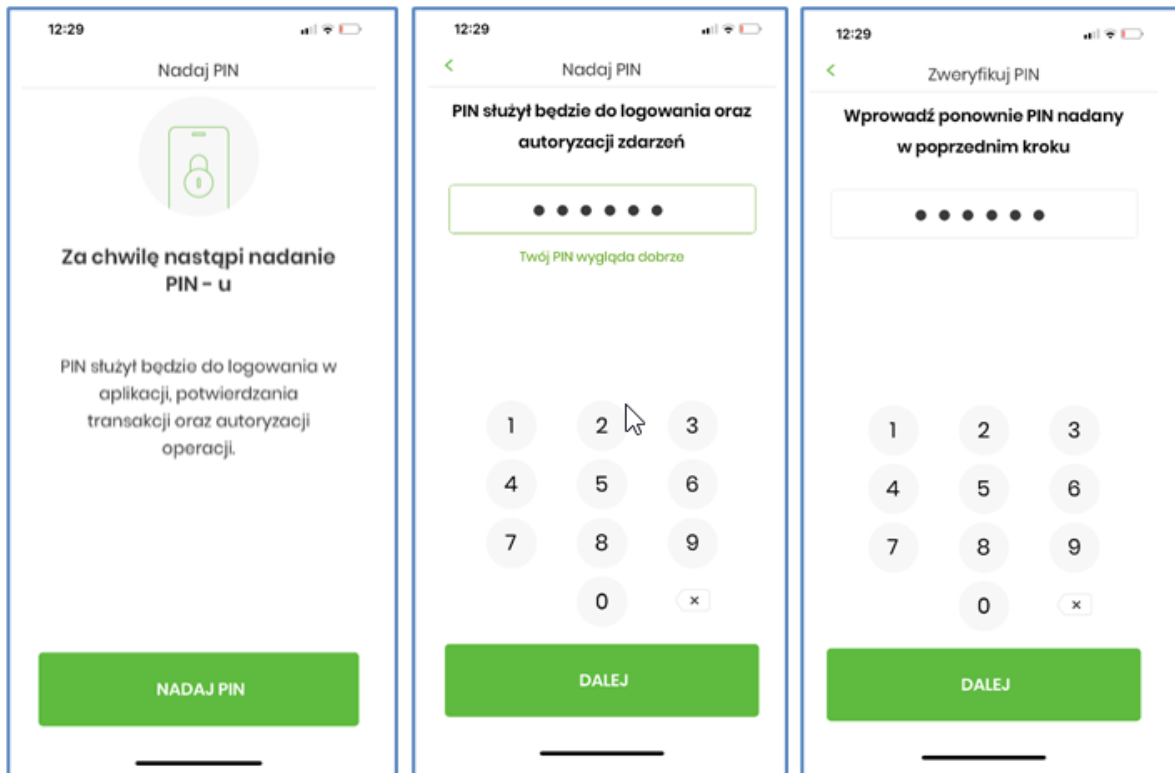 12:29
Nadaj PIN
Za chwilę nastąpi nadanie
PIN - u
PIN służył będzie do logowania w
aplikacji, potwierdzania
transakcji oraz autoryzacji
operacji.
NADAJ PIN
12:29
Nadaj PIN
PIN służył będzie do logowania oraz
autoryzacji zdarzeń
Twój PIN wygląda dobrze
1 2 3
4 5 6
7 8 9
0
DALEJ
12:29
Zweryfikuj PIN
Wprowadź ponownie PIN nadany
w poprzednim kroku
1 2 3
4 5 6
7 8 9
0
DALEJ